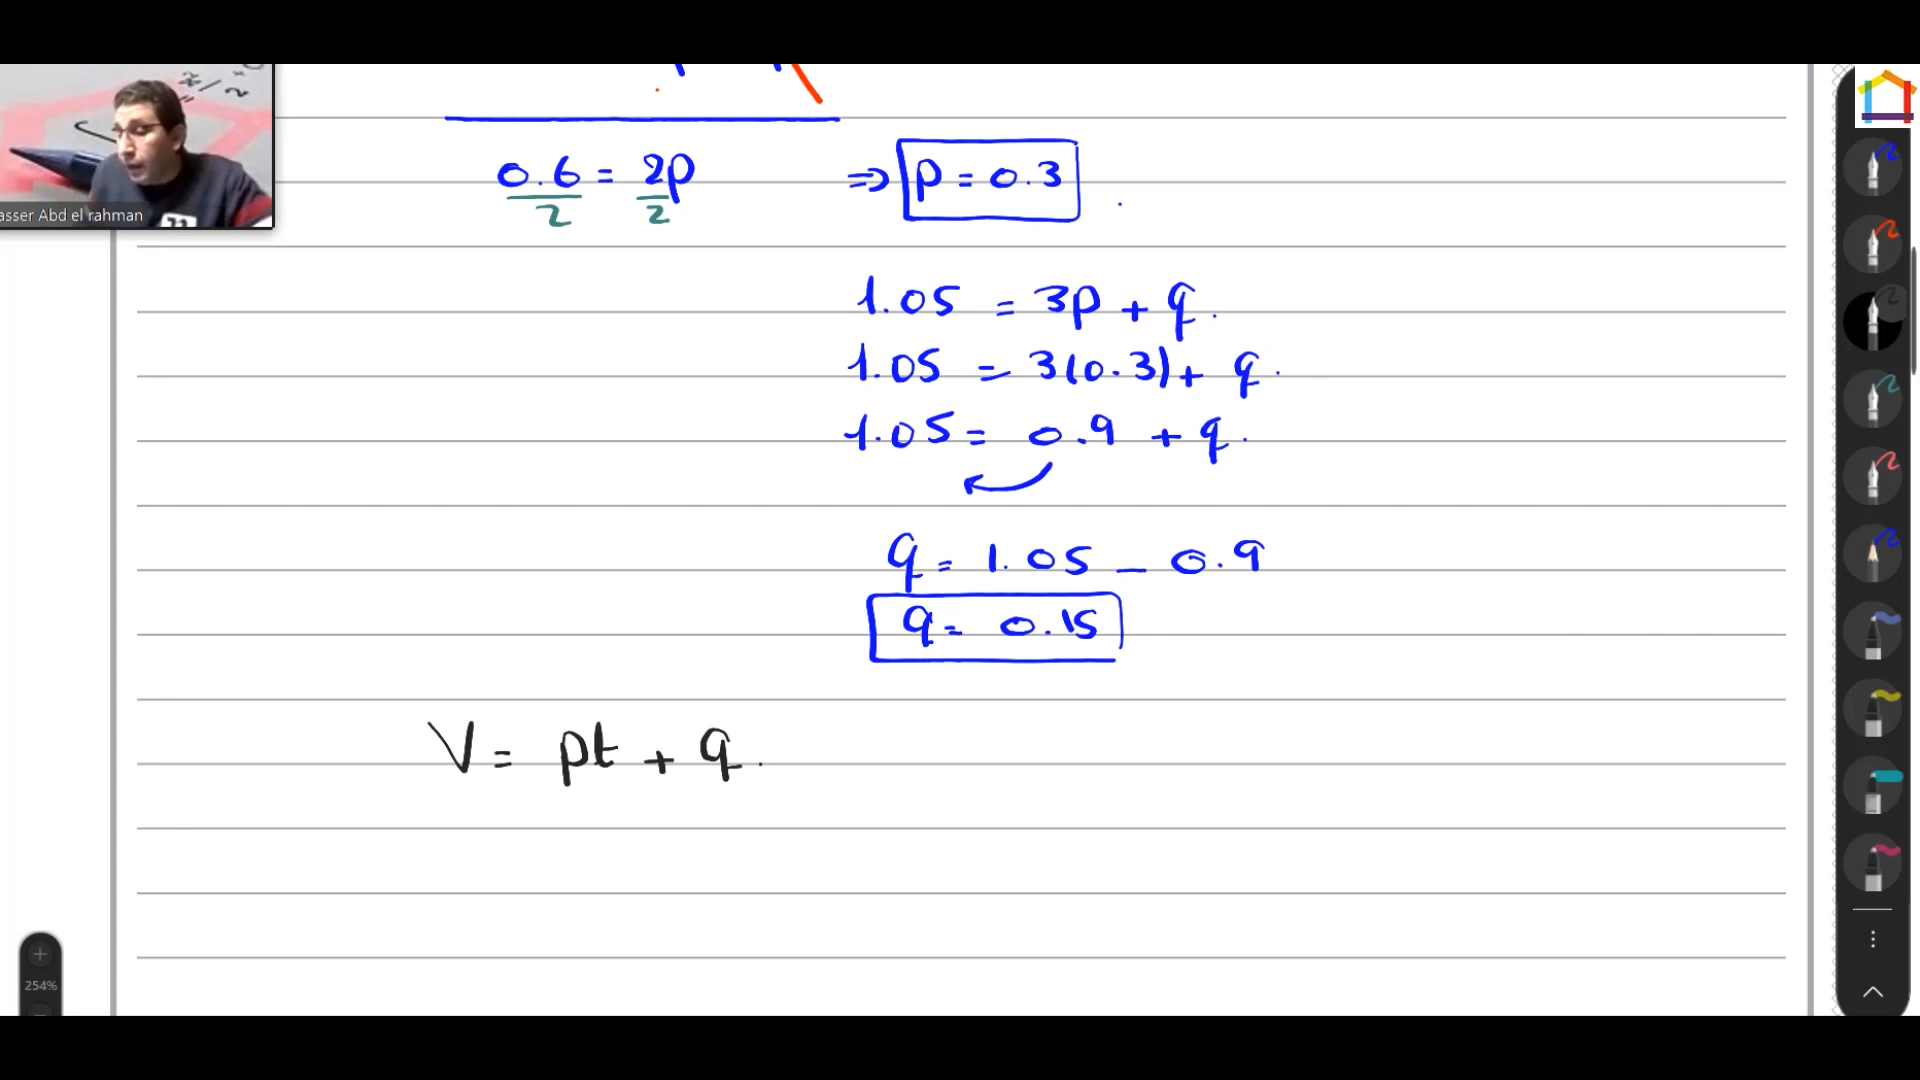 asser Abd el rahman
0.6/2 = 2p/2 ⇒ p = 0.3
1.05 = 3p + q.
1.05 = 3(0.3) + q.
1.05 = 0.9 + q.
q = 1.05 - 0.9
q = 0.15
V = pt + q.
254%